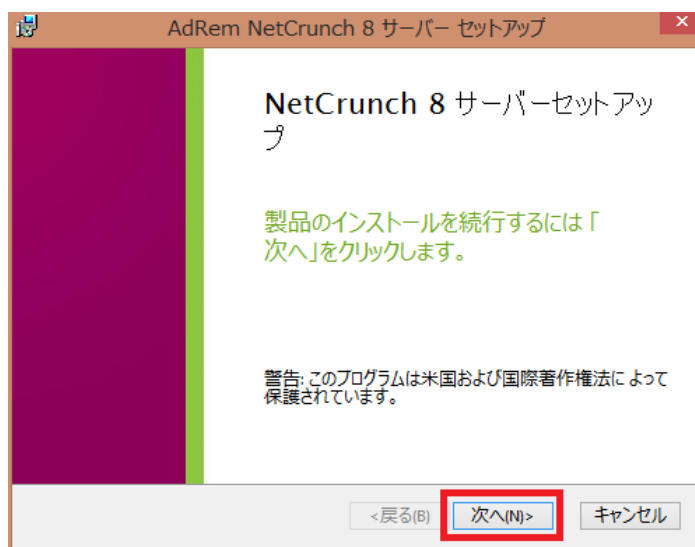 AdRem NetCrunch 8 サーバー セットアップ
×
NetCrunch 8 サーバーセットアッ
プ
製品のインストールを続行するには「
次へ」をクリックします。
警告: このプログラムは米国および国際著作権法によって
保護されています。
<戻る(B)
次へ(N)>
キャンセル